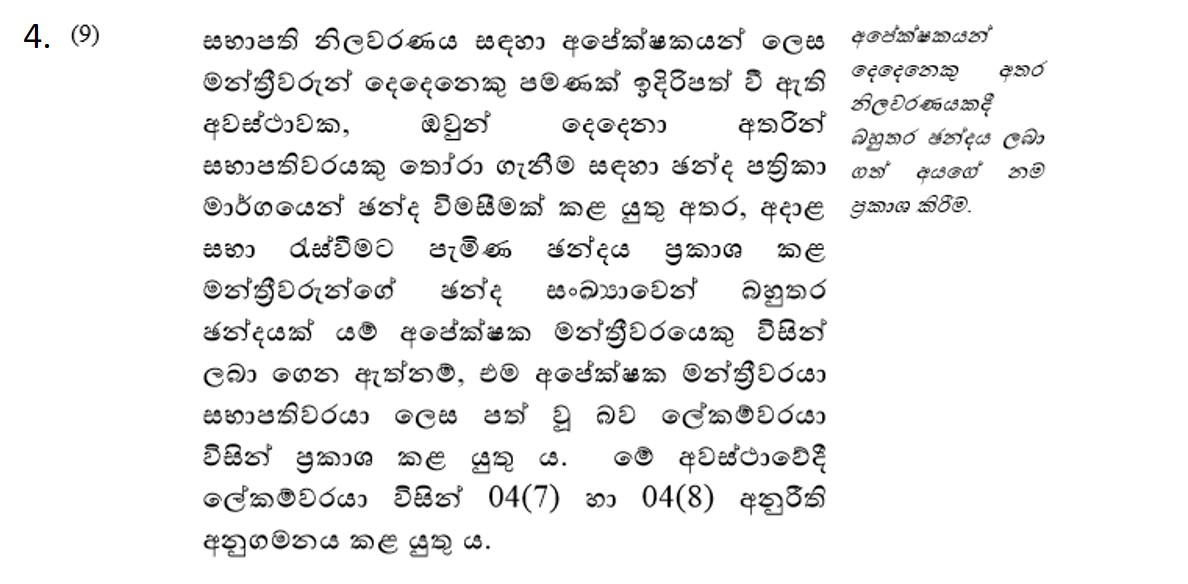 4. (9)
සභාපති නිලවරණය සඳහා අපේක්ෂකයන් ලෙස
මන්ත්‍රීවරුන් දෙදෙනෙකු පමණක් ඉදිරිපත් වී ඇති
අවස්ථාවක, ඔවුන් දෙදෙනා අතරින්
සභාපතිවරයකු තෝරා ගැනීම සඳහා ඡන්ද පත්‍රිකා
මාර්ගයෙන් ඡන්ද විමසීමක් කළ යුතු අතර, අදාළ
සභා රැස්වීමට පැමිණ ඡන්දය ප්‍රකාශ කළ
මන්ත්‍රීවරුන්ගේ ඡන්ද සංඛ්‍යාවෙන් බහුතර
ඡන්දයක් යම් අපේක්ෂක මන්ත්‍රීවරයෙකු විසින්
ලබා ගෙන ඇත්නම්, එම අපේක්ෂක මන්ත්‍රීවරයා
සභාපතිවරයා ලෙස පත් වූ බව ලේකම්වරයා
විසින් ප්‍රකාශ කළ යුතු ය. මේ අවස්ථාවේදී
ලේකම්වරයා විසින් 04(7) හා 04(8) අනුරීති
අනුගමනය කළ යුතු ය.
අපේක්ෂකයන්
දෙදෙනෙකු අතර
නිලවරණයකදී
බහුතර ඡන්දය ලබා
ගත් අයගේ නම
ප්‍රකාශ කිරීම.